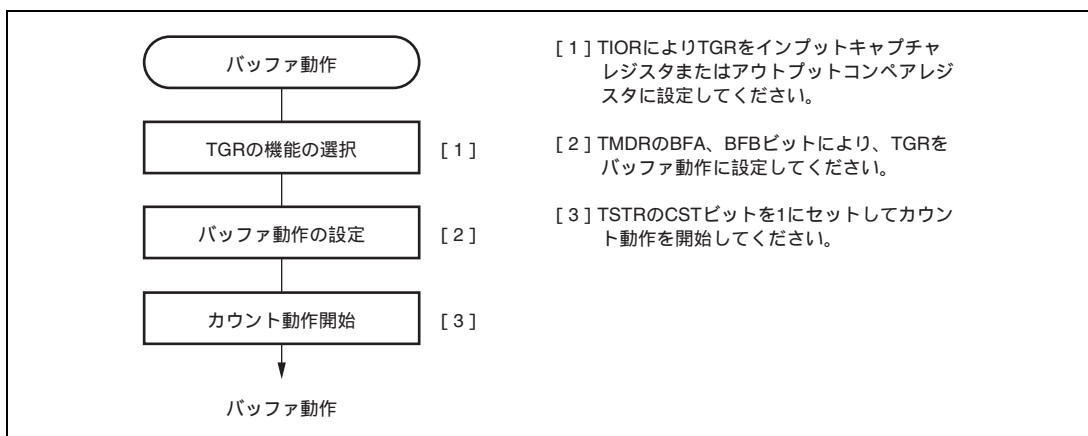 バッファ動作
TGRの機能の選択
[ 1 ]
バッファ動作の設定
[ 2 ]
カウント動作開始
[ 3 ]
バッファ動作
[ 1 ] TIORによりTGRをインプットキャプチャ
レジスタまたはアウトプットコンペアレジ
スタに設定してください。
[ 2 ] TMDRのBFA、BFBビットにより、TGRを
バッファ動作に設定してください。
[ 3 ] TSTRのCSTビットを1にセットしてカウン
ト動作を開始してください。